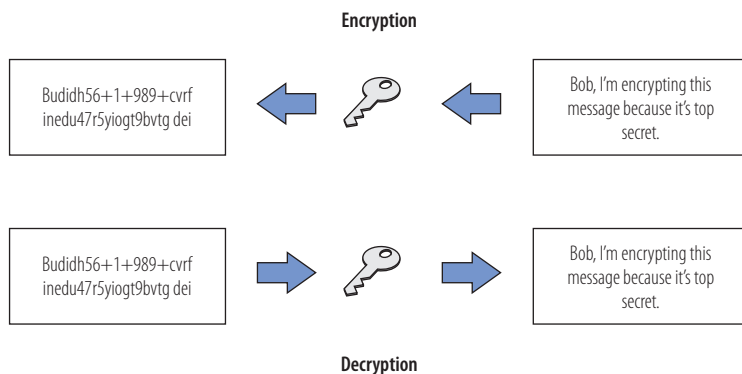 Encryption
Budidh56+1+989+cvrf
inedu47r5yiogt9bvtg dei
Bob, I'm encrypting this
message because it's top
secret.
Budidh56+1+989+cvrf
inedu47r5yiogt9bvtg dei
Bob, I'm encrypting this
message because it's top
secret.
Decryption